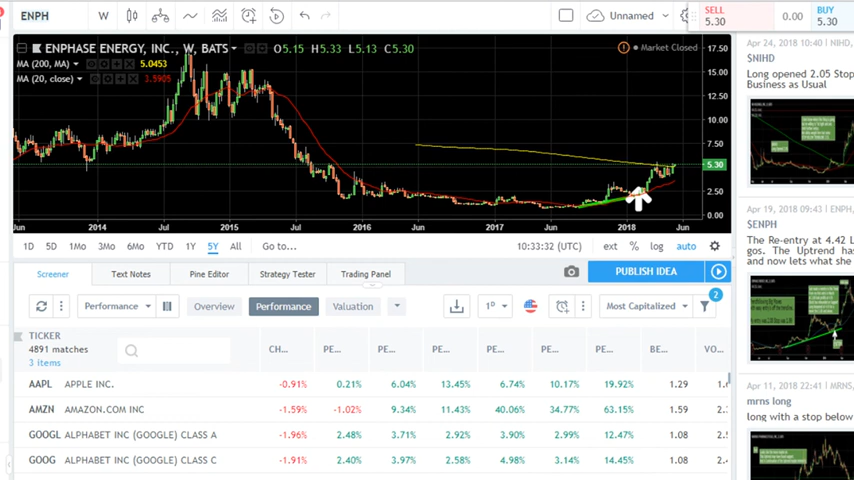 ENPH
W
Unnamed
SELL
5.30
0.00
BUY
5.30
ENPHASE ENERGY, INC., W, BATS
O5.15 H5.33 L5.13 C5.30
Market Closed
MA (200, MA)
5.0453
MA (20, close)
3.5905
17.50
15.00
12.50
10.00
7.50
5.30
2.50
0.00
Jun
2014
Jul
2015
Jul
2016
Jun
2017
Jun
2018
Jun
1D 5D 1Mo 3Mo 6Mo YTD 1Y 5Y All Go to...
10:33:32 (UTC) ext % log auto
Screener Text Notes Pine Editor Strategy Tester Trading Panel
PUBLISH IDEA
Performance Overview Performance Valuation
1D
Most Capitalized
2
TICKER
4891 matches
3 items
CH... PE... PE... PE... PE... PE... PE... BE... VO...
AAPL APPLE INC. -0.91% 0.21% 6.04% 13.45% 6.74% 10.17% 19.92% 1.29
AMZN AMAZON.COM INC -1.59% -1.02% 9.34% 11.43% 40.06% 34.77% 63.15% 1.59
GOOGL ALPHABET INC (GOOGLE) CLASS A -1.96% 2.48% 3.71% 2.92% 3.90% 2.99% 12.47% 1.08
GOOG ALPHABET INC (GOOGLE) CLASS C -1.91% 2.40% 3.97% 2.58% 4.98% 3.14% 14.45% 1.08
Apr 24, 2018 10:40 | NIHD,
$NIHD
Long opened 2.05 Stop
Business as Usual
Apr 19, 2018 09:43 | ENPH,
$ENPH
The Re-entry at 4.42 L
gos. The Uptrend has
and now lets what she
Apr 11, 2018 22:41 | MRNS,
mrns long
long with a stop below